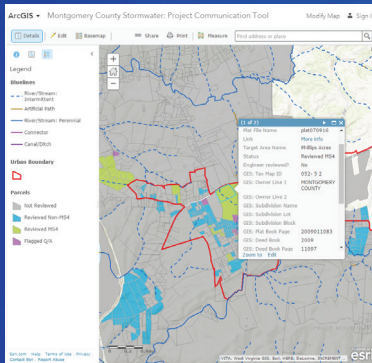 ArcGIS ▾ Montgomery County Stormwater: Project Communication Tool
Modify Map Sign I
Details Edit Basemap Share Print Measure Find address or place
Legend
Bluelines
River/Stream: Intermittent
Artificial Path
River/Stream: Perennial
Connector
Canal/Ditch
Urban Boundary
Parcels
Not Reviewed
Reviewed Non-MS4
Reviewed MS4
Flagged Q/A
(1 of 2)
Plat File Name plat070916
Link More info
Target Area Name Phillips Acres
Status Reviewed MS4
Engineer reviewed? No
GIS: Tax Map ID 032- 5 2
GIS: Owner Line 1 MONTGOMERY COUNTY
GIS: Owner Line 2
GIS: Subdivision Name
GIS: Subdivision Lot
GIS: Subdivision Block
GIS: Plat Book Page 2009011083
GIS: Deed Book 2009
GIS: Deed Book Page 11097
Zoom to Edit
Esri.com Help Terms of Use Privacy
Contact Esri Report Abuse
esri